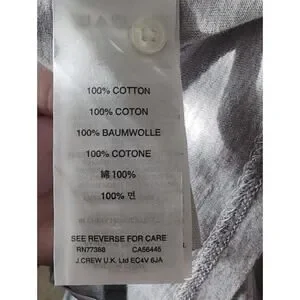 100% COTTON
100% COTON
100% BAUMWOLLE
100% COTONE
綿 100%
100% 면
SEE REVERSE FOR CARE
RN77388 CA56445
J.CREW U.K. Ltd EC4V 6JA